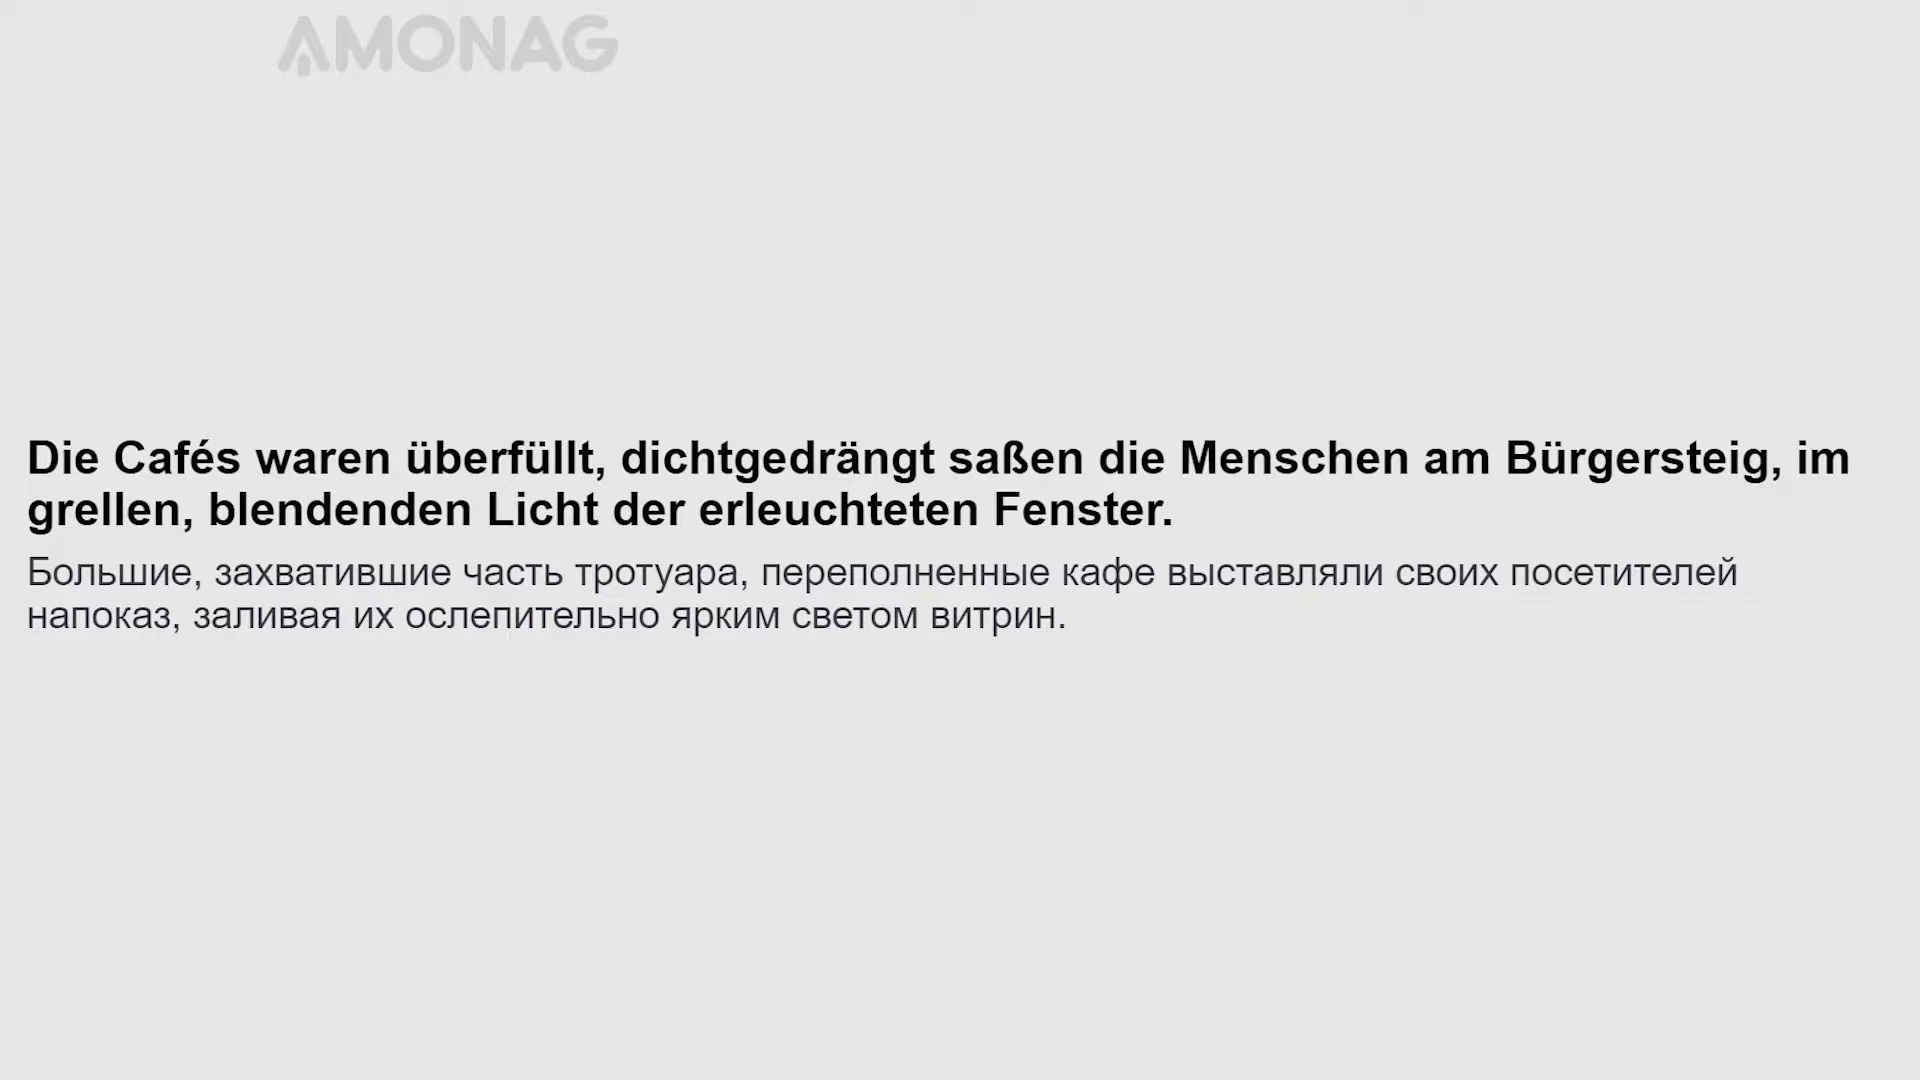 AMONAG
Die Cafés waren überfüllt, dichtgedrängt saßen die Menschen am Bürgersteig, im
grellen, blendenden Licht der erleuchteten Fenster.
Большие, захватившие часть тротуара, переполненные кафе выставляли своих посетителей
напоказ, заливая их ослепительно ярким светом витрин.